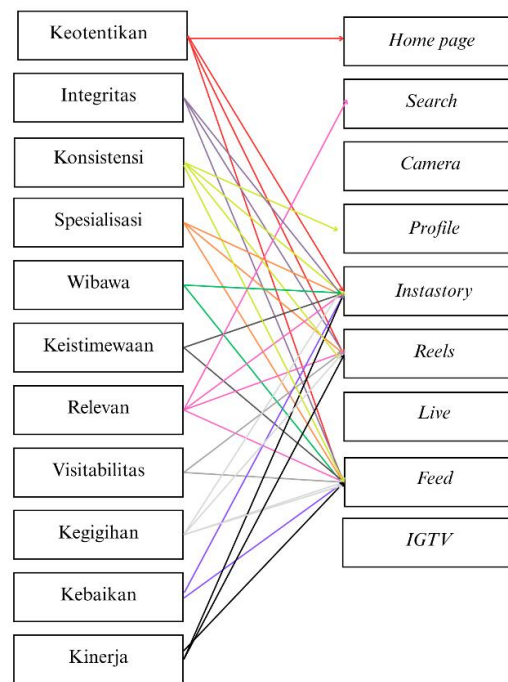 Keotentikan
Integritas
Konsistensi
Spesialisasi
Wibawa
Keistimewaan
Relevan
Visitabilitas
Kegigihan
Kebaikan
Kinerja
Home page
Search
Camera
Profile
Instastory
Reels
Live
Feed
IGTV